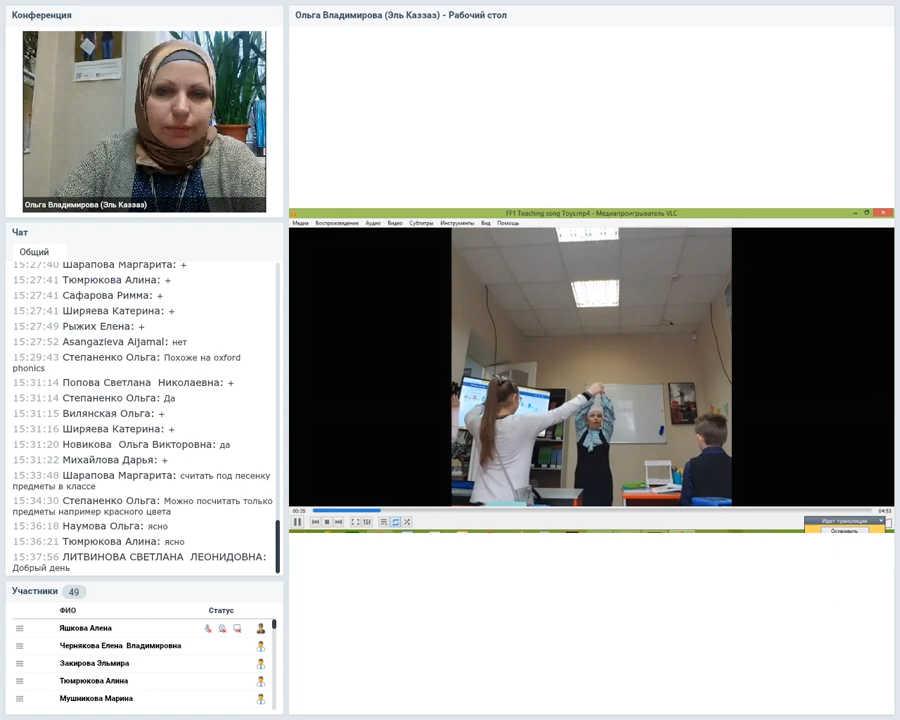 Конференция
Ольга Владимирова (Эль Каззаз)
Чат
Общий
15:27:40 Шарапова Маргарита: +
15:27:41 Тюмрюкова Алина: +
15:27:41 Сафарова Римма: +
15:27:41 Ширяева Катерина: +
15:27:49 Рыжих Елена: +
15:27:52 Asangazieva Aijamal: нет
15:29:43 Степаненко Ольга: Похоже на oxford
phonics
15:31:14 Попова Светлана Николаевна: +
15:31:14 Степаненко Ольга: Да
15:31:15 Вилянская Ольга: +
15:31:16 Ширяева Катерина: +
15:31:20 Новикова Ольга Викторовна: да
15:31:22 Михайлова Дарья: +
15:33:48 Шарапова Маргарита: считать под песенку
предметы в классе
15:34:30 Степаненко Ольга: Можно посчитать только
предметы например красного цвета
15:36:18 Наумова Ольга: ясно
15:36:21 Тюмрюкова Алина: ясно
15:37:56 ЛИТВИНОВА СВЕТЛАНА ЛЕОНИДОВНА:
Добрый день
Участники 49
ФИО Статус
Яшкова Алена
Чернякова Елена Владимировна
Закирова Эльмира
Тюмрюкова Алина
Мушникова Марина
Ольга Владимирова (Эль Каззаз) - Рабочий стол
FF1 Teaching song Toys.mp4 - Медиапроигрыватель VLC
Медиа Воспроизведение Аудио Видео Субтитры Инструменты Вид Помощь
00:35 04:53
Идет трансляция
Остановить